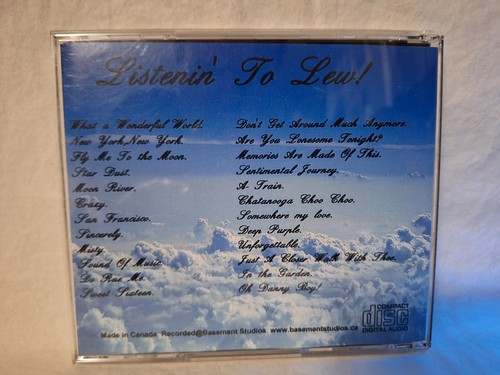 Listenin' To Lew!
What a Wonderful World.
New York,New York.
Fly Me To the Moon.
Star Dust.
Moon River.
Crazy.
San Francisco.
Sincerely.
Misty.
Sound Of Music.
Do Rae Me.
Sweet Sixteen.
Don't Get Around Much Anymore.
Are You Lonesome Tonight?
Memories Are Made Of This.
Sentimental Journey.
A. Train.
Chatanooga Choo Choo.
Somewhere my love.
Deep Purple.
Unforgettable.
Just A Closer Walk With Thee.
In the Garden.
Oh Danny Boy!
Made in Canada Recorded@Basement Studios www.basementstudios.ca
COMPACT
disc
DIGITAL AUDIO